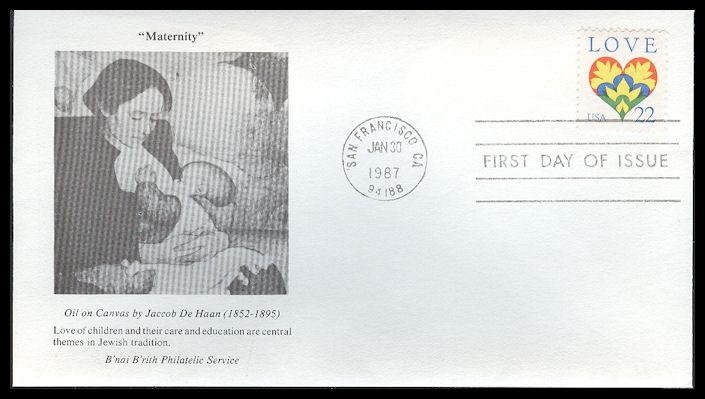 "Maternity"
Oil on Canvas by Jaccob De Haan (1852-1895)
Love of children and their care and education are central
themes in Jewish tradition.
B'nai B'rith Philatelic Service
SAN FRANCISCO CA
JAN 30
1987
94188
LOVE
USA 22
FIRST DAY OF ISSUE